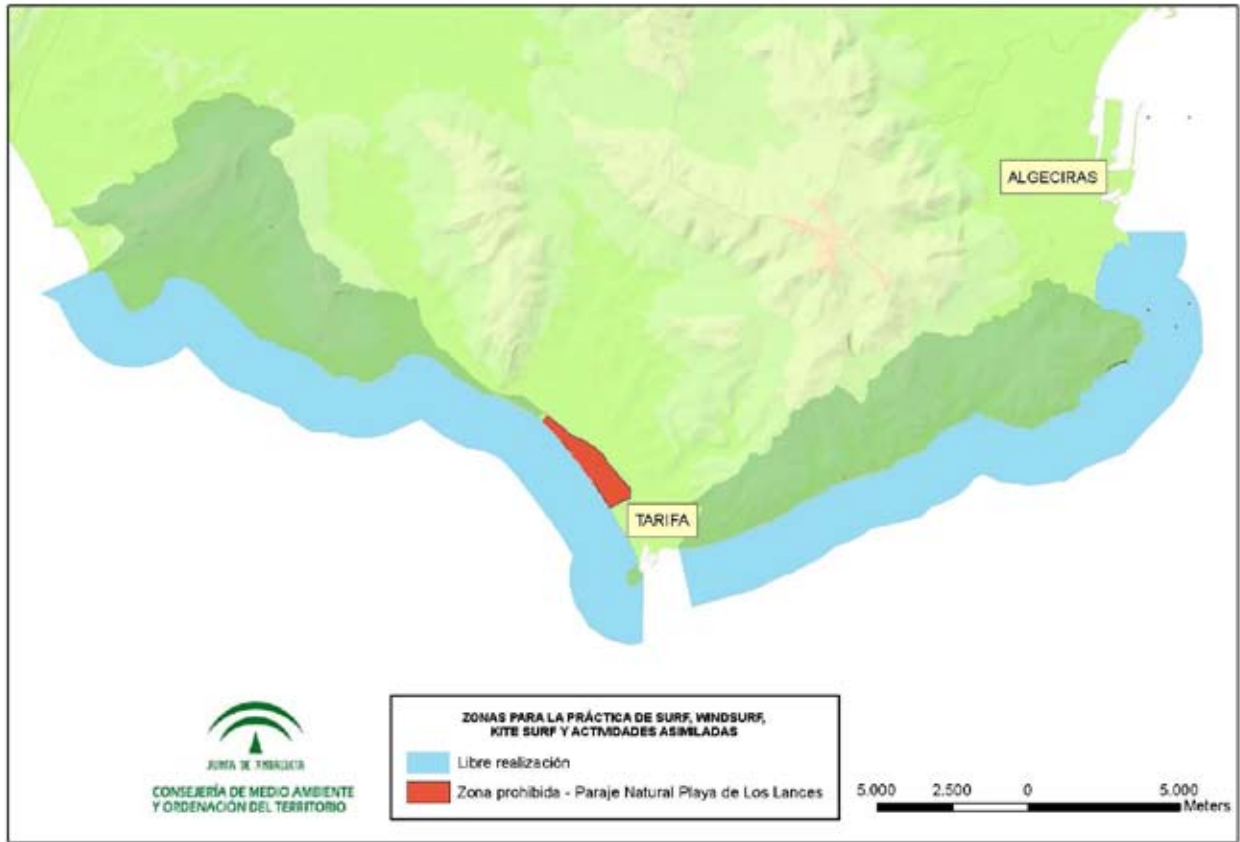 ALGECIRAS
TARIFA
JUNTA DE ANDALUCIA
CONSEJERÍA DE MEDIO AMBIENTE
Y ORDENACIÓN DEL TERRITORIO
ZONAS PARA LA PRÁCTICA DE SURF, WINDSURF,
KITE SURF Y ACTIVIDADES ASIMILADAS
Libre realización
Zona prohibida - Paraje Natural Playa de Los Lances
5.000 2.500 0 5.000
Meters